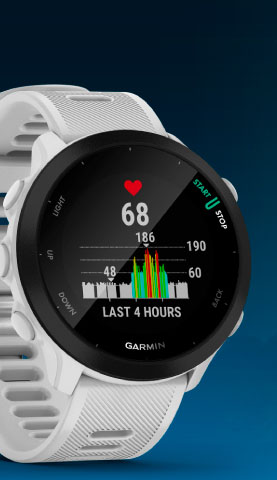 START
STOP
LIGHT
68
186
190
UP
48
60
DOWN
BACK
LAST 4 HOURS
GARMIN